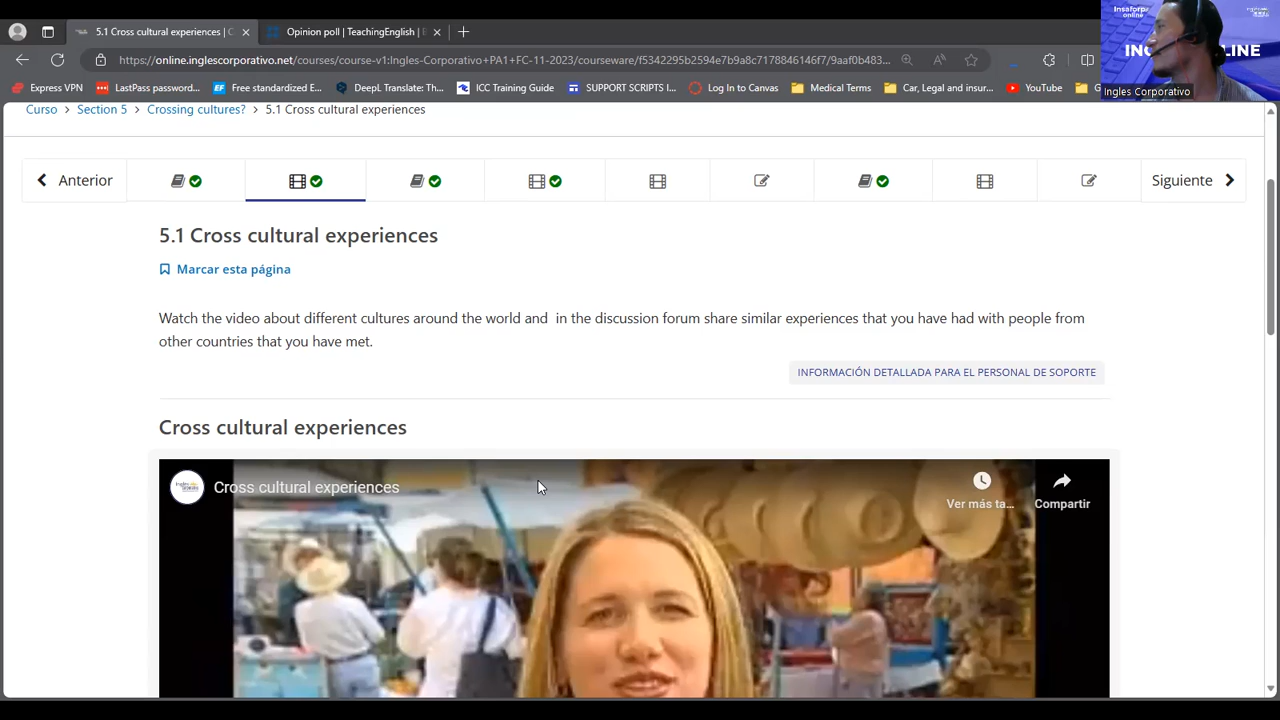 5.1 Cross cultural experiences | C
Opinion poll | TeachingEnglish | B
https://online.inglescorporativo.net/courses/course-v1:Ingles-Corporativo+PA1+FC-11-2023/courseware/f5342295b2594e7b9a8c7178846146f7/9aaf0b483...
Express VPN
LastPass password...
Free standardized E...
DeepL Translate: Th...
ICC Training Guide
SUPPORT SCRIPTS I...
Log In to Canvas
Medical Terms
Car, Legal and insur...
YouTube
Insaforp
online
INGL
LINE
Ingles Corporativo
Curso
Section 5
Crossing cultures?
5.1 Cross cultural experiences
Anterior
Siguiente
5.1 Cross cultural experiences
Marcar esta página
Watch the video about different cultures around the world and in the discussion forum share similar experiences that you have had with people from
other countries that you have met.
INFORMACIÓN DETALLADA PARA EL PERSONAL DE SOPORTE
Cross cultural experiences
Cross cultural experiences
Ver más ta...
Compartir